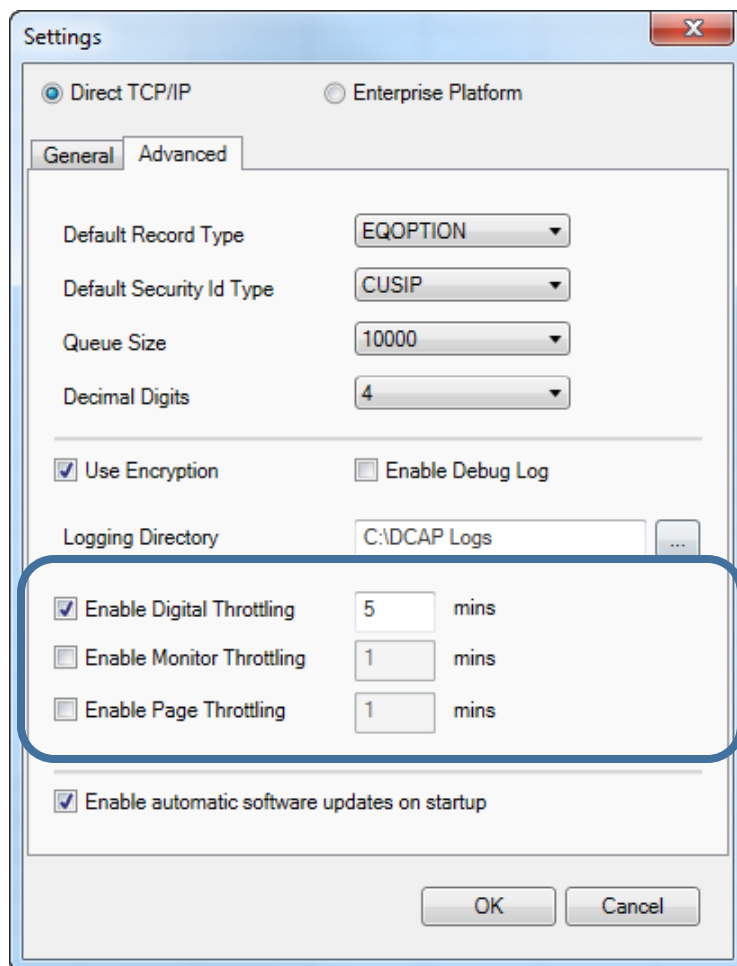 Settings
X
Direct TCP/IP Enterprise Platform
General Advanced
Default Record Type EQOPTION
Default Security Id Type CUSIP
Queue Size 10000
Decimal Digits 4
Use Encryption Enable Debug Log
Logging Directory C:\DCAP Logs ...
Enable Digital Throttling 5 mins
Enable Monitor Throttling 1 mins
Enable Page Throttling 1 mins
Enable automatic software updates on startup
OK Cancel